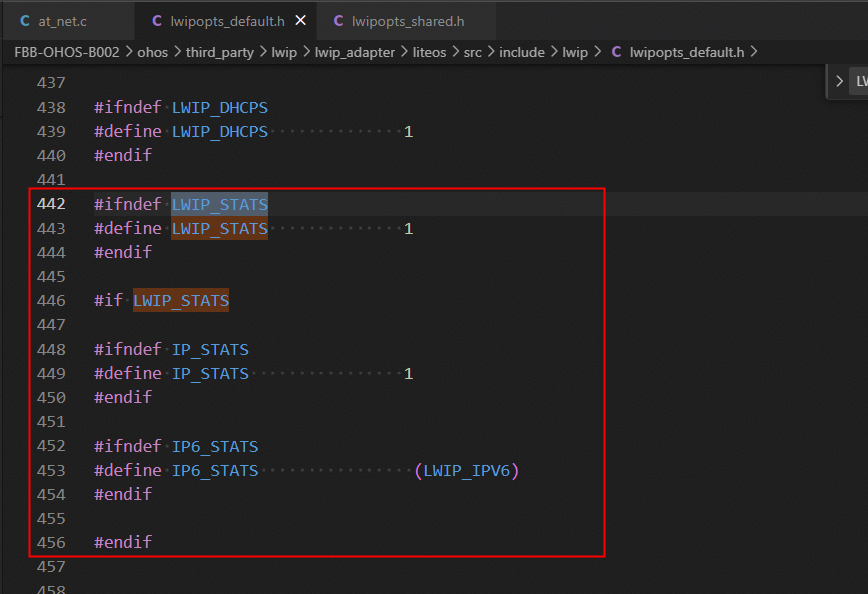 at_net.c lwipopts_default.h lwipopts_shared.h
FBB-OHOS-B002 > ohos > third_party > lwip > lwip_adapter > liteos > src > include > lwip > lwipopts_default.h >
437
438 #ifndef LWIP_DHCPS
439 #define LWIP_DHCPS 1
440 #endif
441
442 #ifndef LWIP_STATS
443 #define LWIP_STATS 1
444 #endif
445
446 #if LWIP_STATS
447
448 #ifndef IP_STATS
449 #define IP_STATS 1
450 #endif
451
452 #ifndef IP6_STATS
453 #define IP6_STATS (LWIP_IPV6)
454 #endif
455
456 #endif
457
458